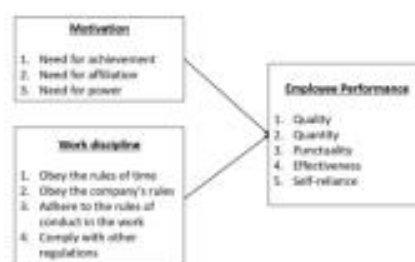 Motivation
1. Need for achievement
2. Need for affiliation
3. Need for power
Work discipline
1. Obey the rules of time
2. Obey the company's rules
3. Adhere to the rules of
conduct in the work
4. Comply with other
regulations
Employee Performance
1. Quality
2. Quantity
3. Punctuality
4. Effectiveness
5. Self-reliance